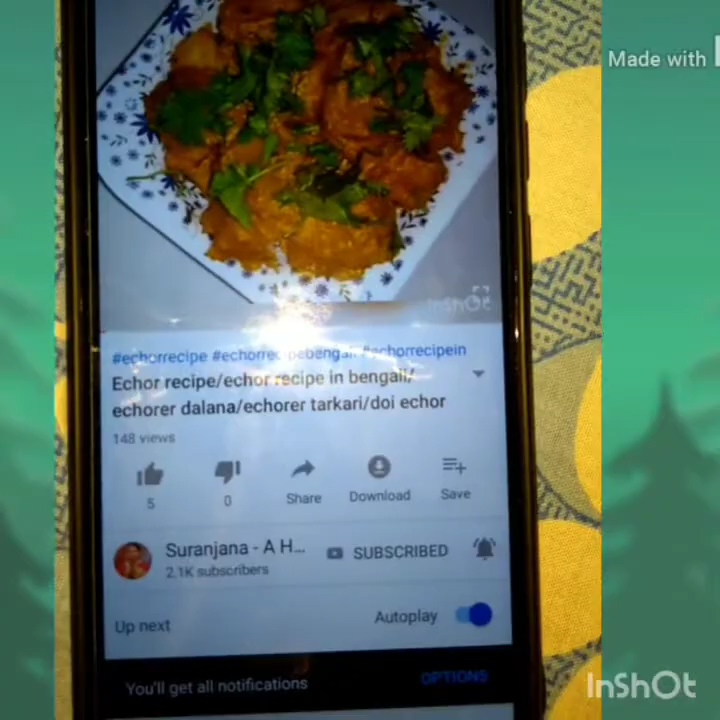 Made with
InShOt
#echorrecipe #echorrecipebengali #echorrecipein
Echor recipe/echor recipe in bengali/
echorer dalana/echorer tarkari/doi echor
148 views
5
0
Share
Download
Save
Suranjana - A H...
SUBSCRIBED
2.1K subscribers
Up next
Autoplay
You'll get all notifications
OPTIONS
InShOt